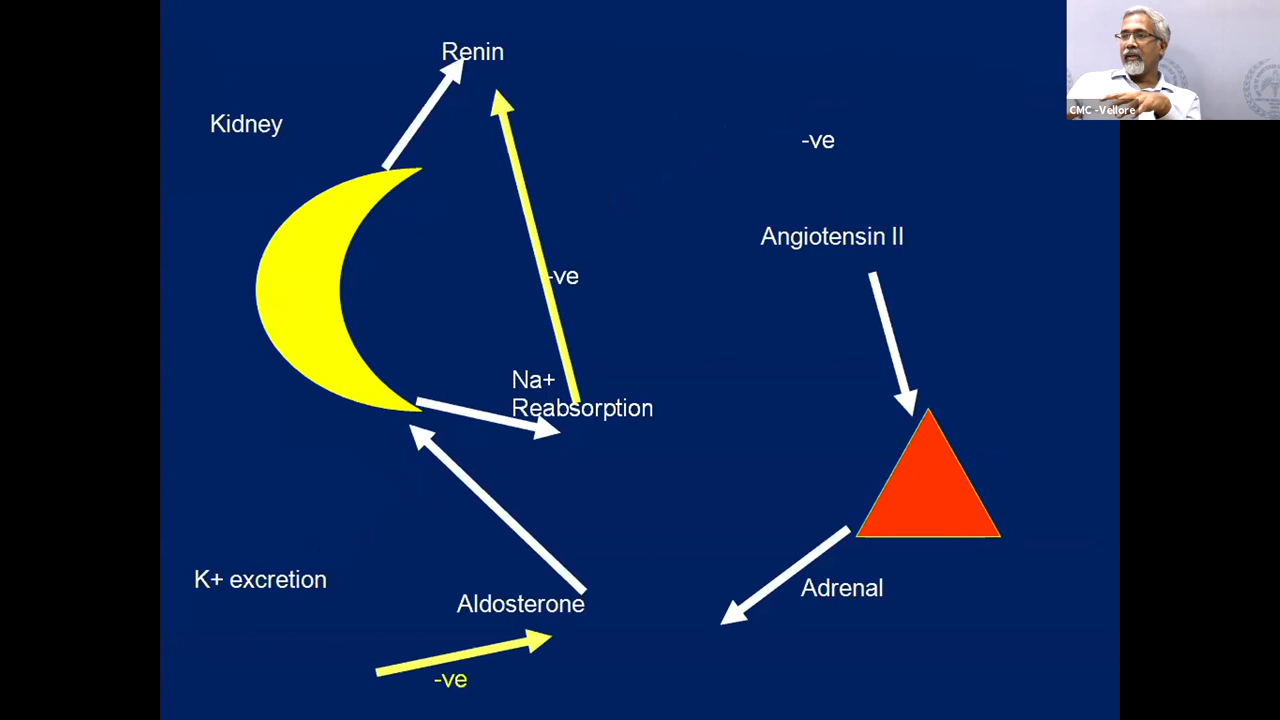 Renin
CMC -Vellore
Kidney
-ve
Angiotensin II
-ve
Na+
Reabsorption
K+ excretion
Adrenal
Aldosterone
-ve